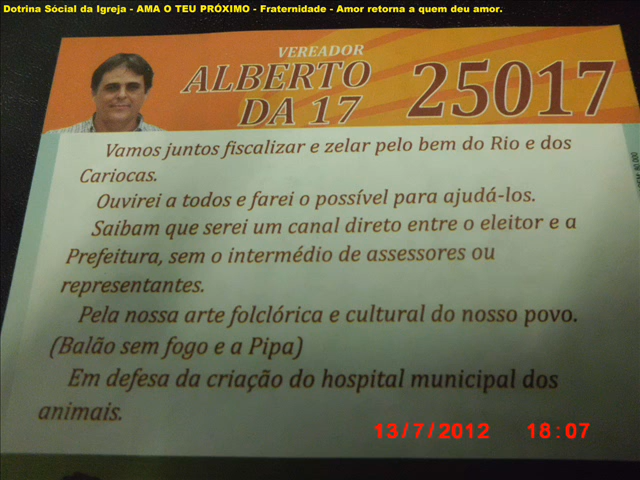 Dotrina Sócial da Igreja - AMA O TEU PRÓXIMO - Fraternidade - Amor retorna a quem deu amor.
VEREADOR
ALBERTO
DA 17
25017
Vamos juntos fiscalizar e zelar pelo bem do Rio e dos
Cariocas.
Ouvirei a todos e farei o possível para ajudá-los.
Saibam que serei um canal direto entre o eleitor e a
Prefeitura, sem o intermédio de assessores ou
representantes.
Pela nossa arte folclórica e cultural do nosso povo.
(Balão sem fogo e a Pipa)
Em defesa da criação do hospital municipal dos
animais.
13/7/2012 18:07